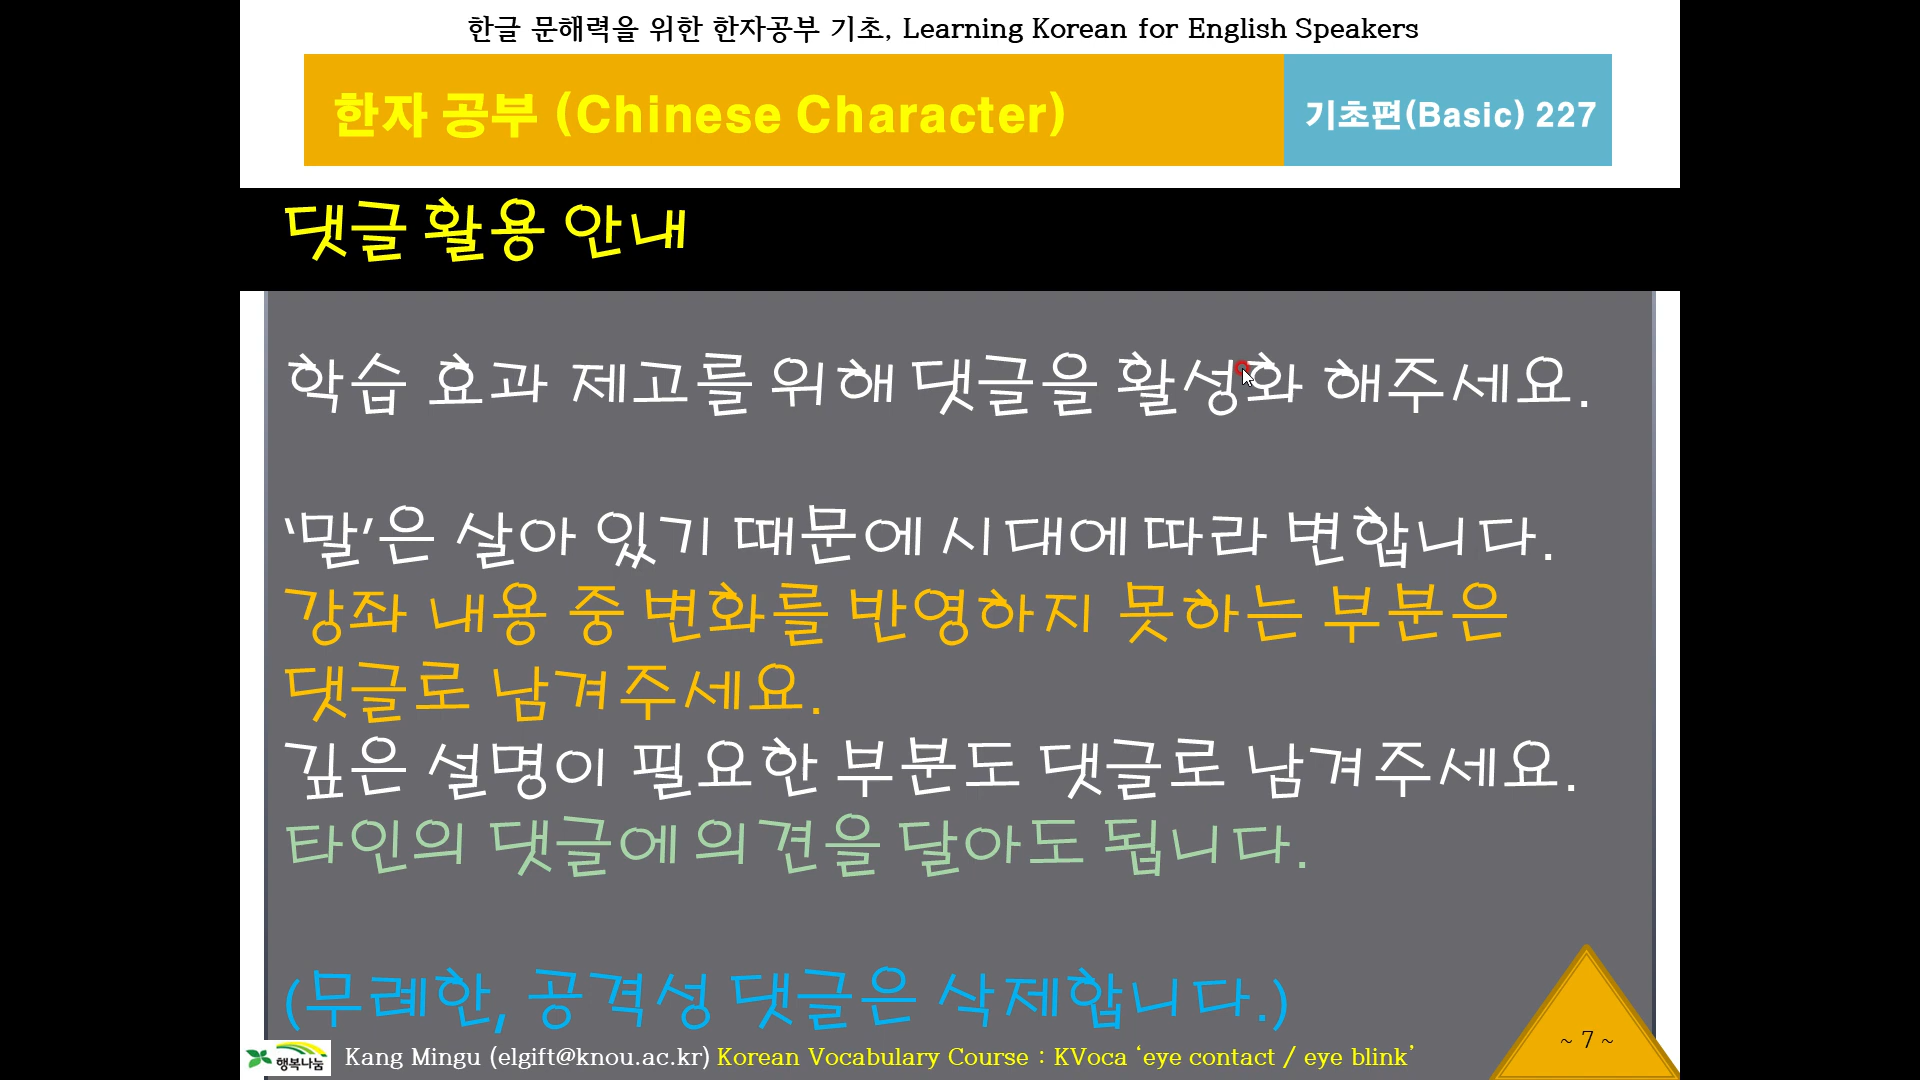 한글 문해력을 위한 한자공부 기초, Learning Korean for English Speakers
한자 공부 (Chinese Character)
기초편(Basic) 227
댓글 활용 안내
학습 효과 제고를 위해 댓글을 활성화 해주세요.
‘말’은 살아 있기 때문에 시대에 따라 변합니다.
강좌 내용 중 변화를 반영하지 못하는 부분은
댓글로 남겨주세요.
깊은 설명이 필요한 부분도 댓글로 남겨주세요.
타인의 댓글에 의견을 달아도 됩니다.
(무례한, 공격성 댓글은 삭제합니다.)
행복나눔 Kang Mingu (elgift@knou.ac.kr) Korean Vocabulary Course : KVoca ‘eye contact / eye blink’
~ 7 ~